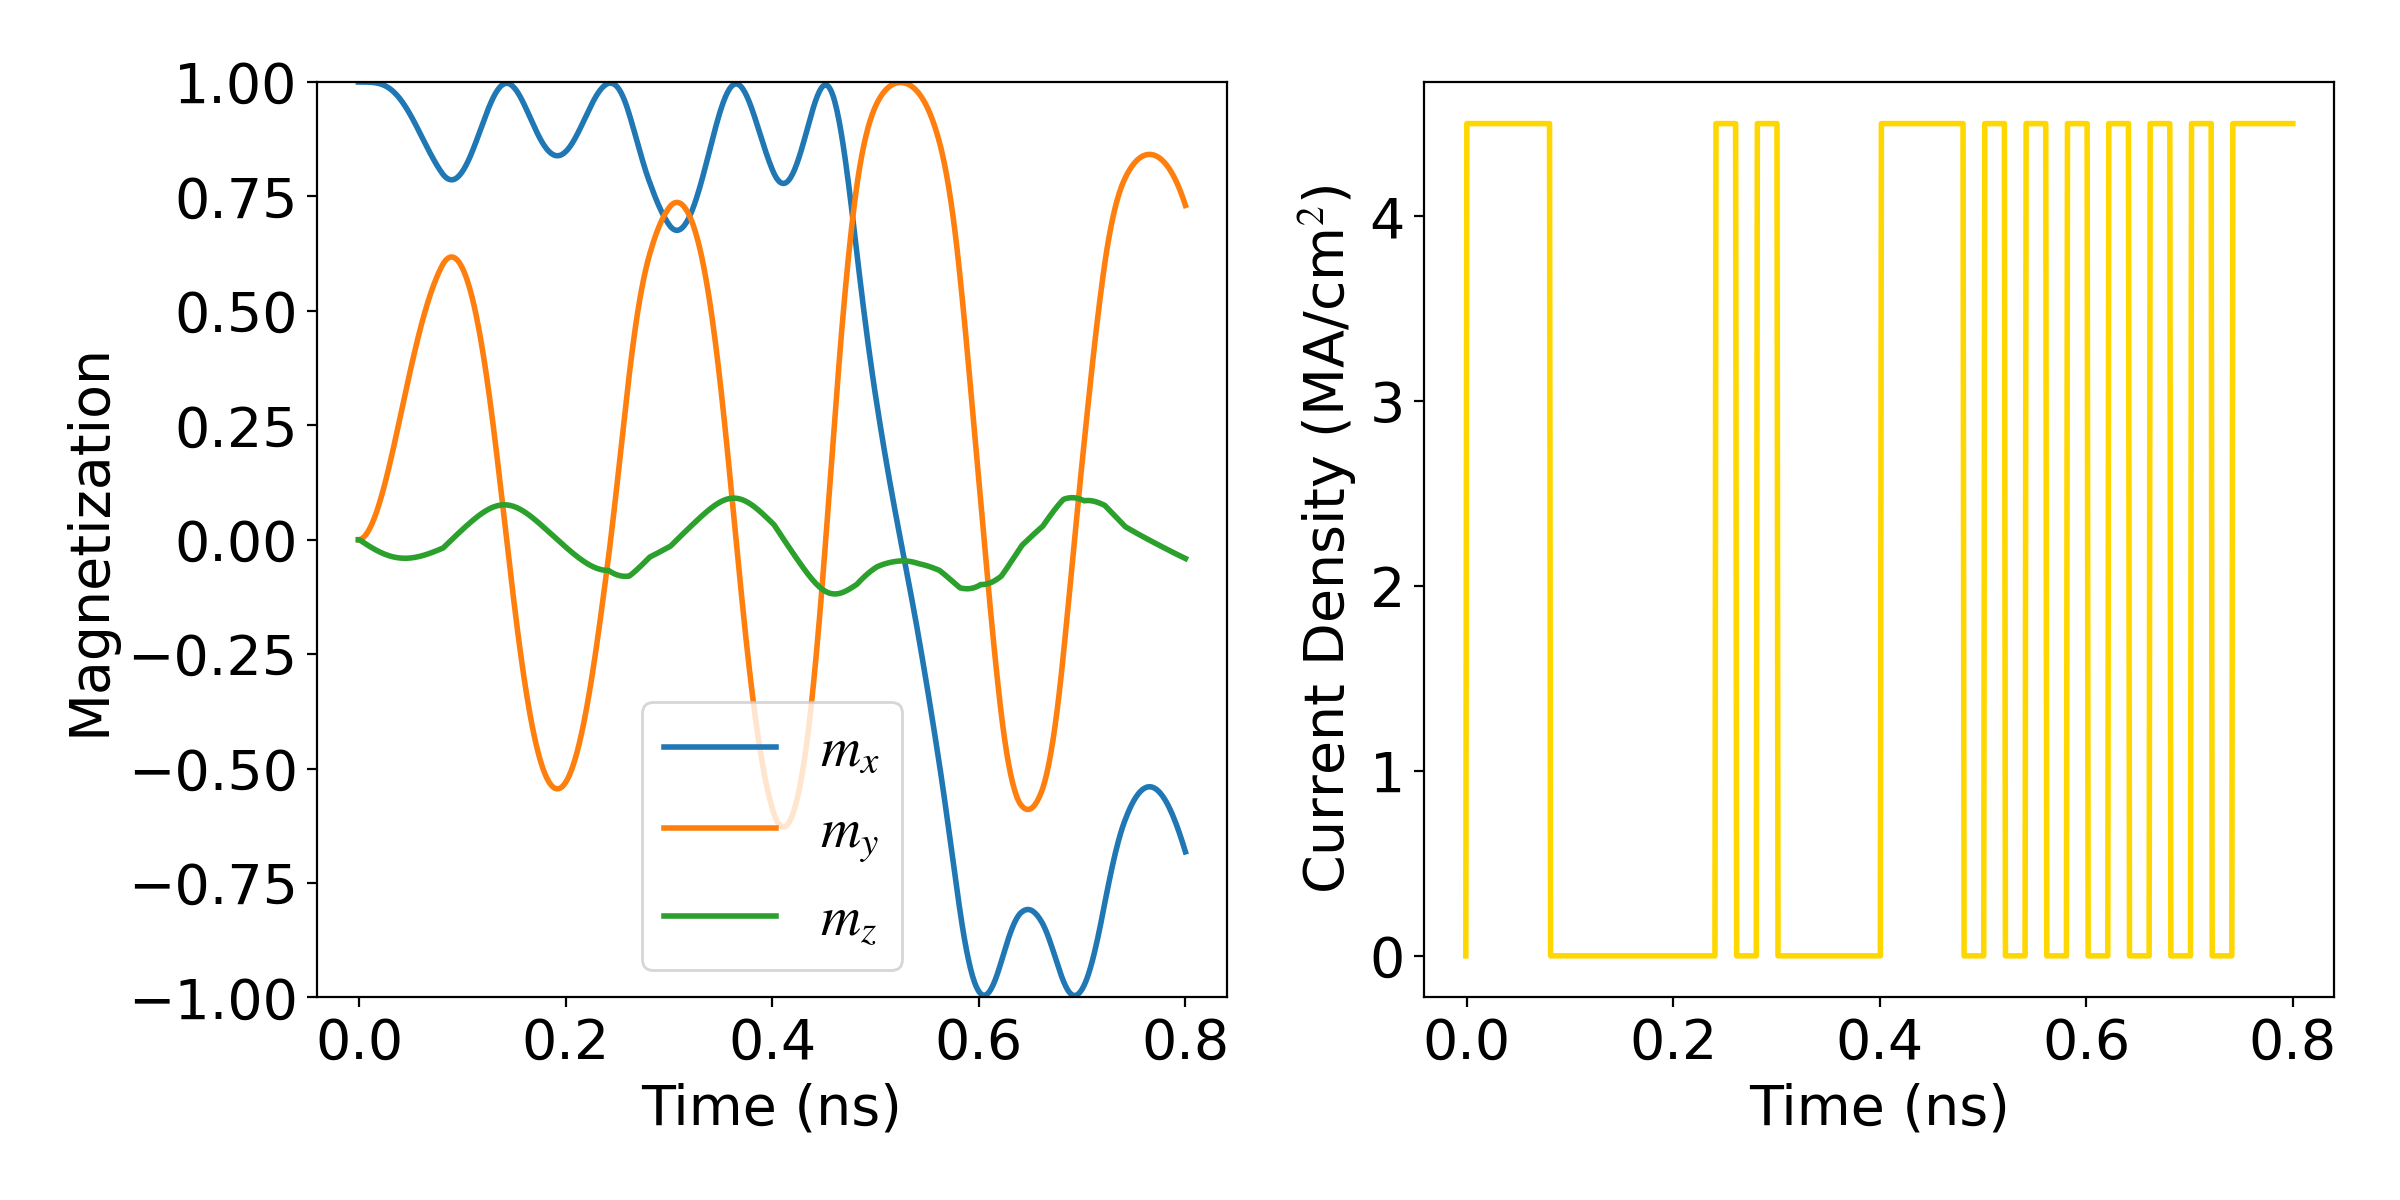 Magnetization
1.00
0.75
0.50
0.25
0.00
−0.25
−0.50
−0.75
−1.00
m_x
m_y
m_z
0.0 0.2 0.4 0.6 0.8
Time (ns)
Current Density (MA/cm²)
4
3
2
1
0
0.0 0.2 0.4 0.6 0.8
Time (ns)